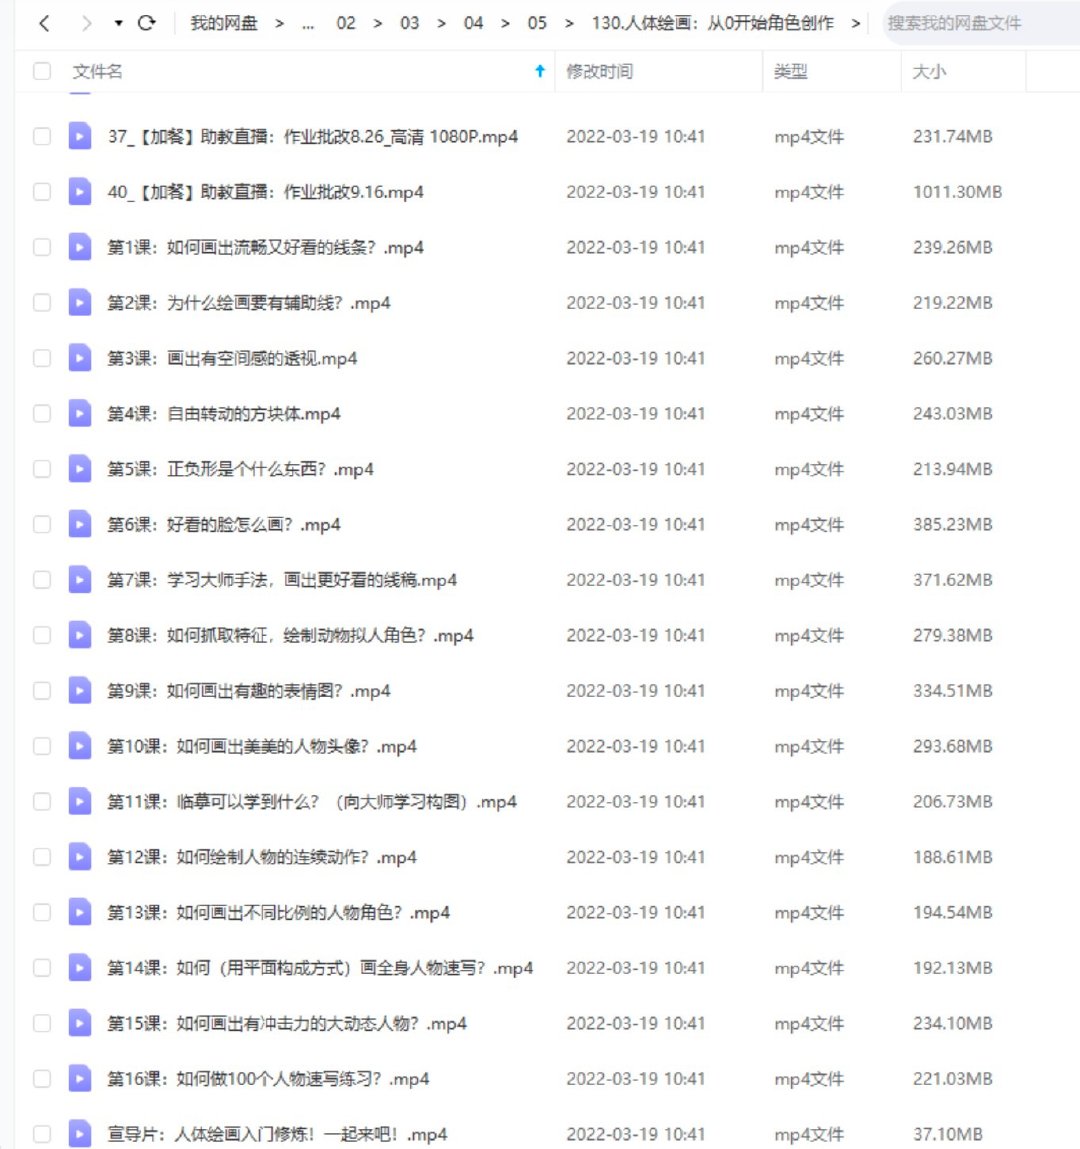 我的网盘 > ... 02 > 03 > 04 > 05 > 130.人体绘画：从0开始角色创作 > 搜索我的网盘文件
文件名 修改时间 类型 大小
37_【加餐】助教直播：作业批改8.26_高清 1080P.mp4 2022-03-19 10:41 mp4文件 231.74MB
40_【加餐】助教直播：作业批改9.16.mp4 2022-03-19 10:41 mp4文件 1011.30MB
第1课：如何画出流畅又好看的线条？.mp4 2022-03-19 10:41 mp4文件 239.26MB
第2课：为什么绘画要有辅助线？.mp4 2022-03-19 10:41 mp4文件 219.22MB
第3课：画出有空间感的透视.mp4 2022-03-19 10:41 mp4文件 260.27MB
第4课：自由转动的方块体.mp4 2022-03-19 10:41 mp4文件 243.03MB
第5课：正负形是个什么东西？.mp4 2022-03-19 10:41 mp4文件 213.94MB
第6课：好看的脸怎么画？.mp4 2022-03-19 10:41 mp4文件 385.23MB
第7课：学习大师手法，画出更好看的线稿.mp4 2022-03-19 10:41 mp4文件 371.62MB
第8课：如何抓取特征，绘制动物拟人角色？.mp4 2022-03-19 10:41 mp4文件 279.38MB
第9课：如何画出有趣的表情图？.mp4 2022-03-19 10:41 mp4文件 334.51MB
第10课：如何画出美美的人物头像？.mp4 2022-03-19 10:41 mp4文件 293.68MB
第11课：临摹可以学到什么？（向大师学习构图）.mp4 2022-03-19 10:41 mp4文件 206.73MB
第12课：如何绘制人物的连续动作？.mp4 2022-03-19 10:41 mp4文件 188.61MB
第13课：如何画出不同比例的人物角色？.mp4 2022-03-19 10:41 mp4文件 194.54MB
第14课：如何（用平面构成方式）画全身人物速写？.mp4 2022-03-19 10:41 mp4文件 192.13MB
第15课：如何画出有冲击力的大动态人物？.mp4 2022-03-19 10:41 mp4文件 234.10MB
第16课：如何做100个人物速写练习？.mp4 2022-03-19 10:41 mp4文件 221.03MB
宣导片：人体绘画入门修炼！一起来吧！.mp4 2022-03-19 10:41 mp4文件 37.10MB